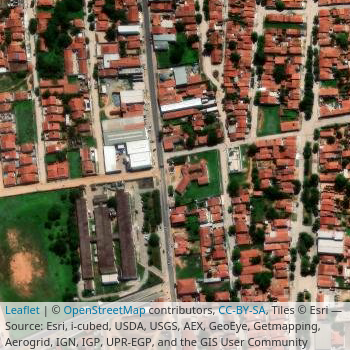 Leaflet | © OpenStreetMap contributors, CC-BY-SA, Tiles © Esri —
Source: Esri, i-cubed, USDA, USGS, AEX, GeoEye, Getmapping,
Aerogrid, IGN, IGP, UPR-EGP, and the GIS User Community